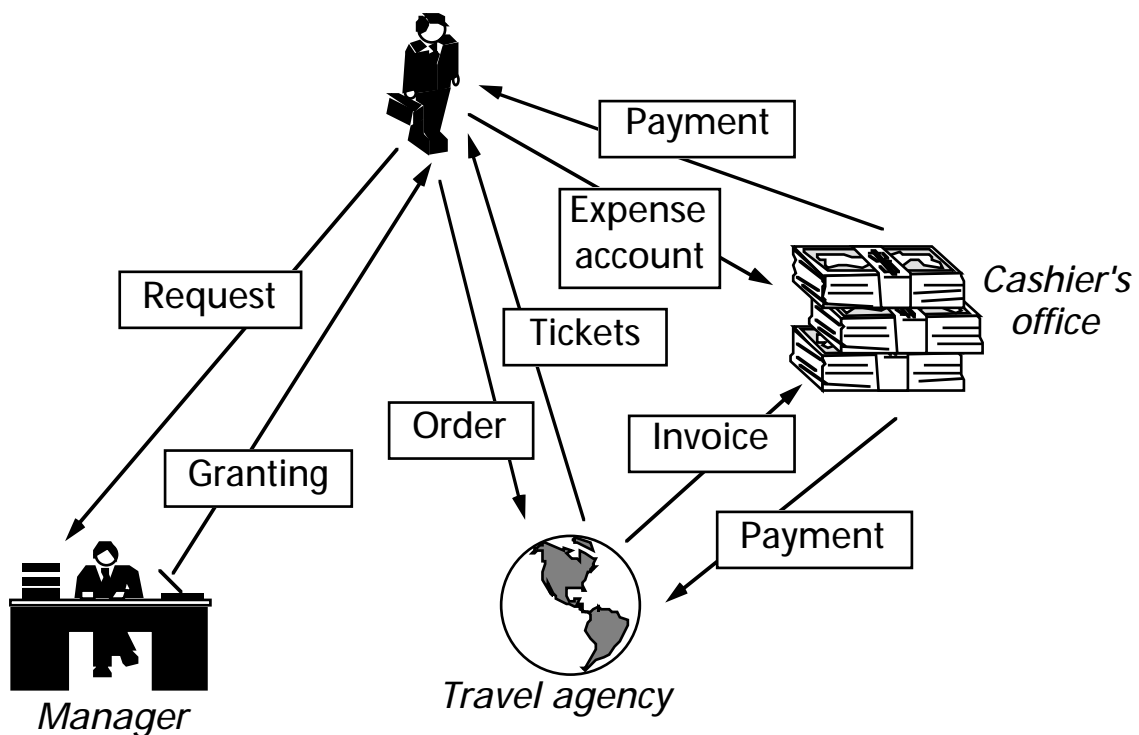 Payment
Expense
account
Cashier's
office
Request
Tickets
Order
Invoice
Granting
Payment
Travel agency
Manager